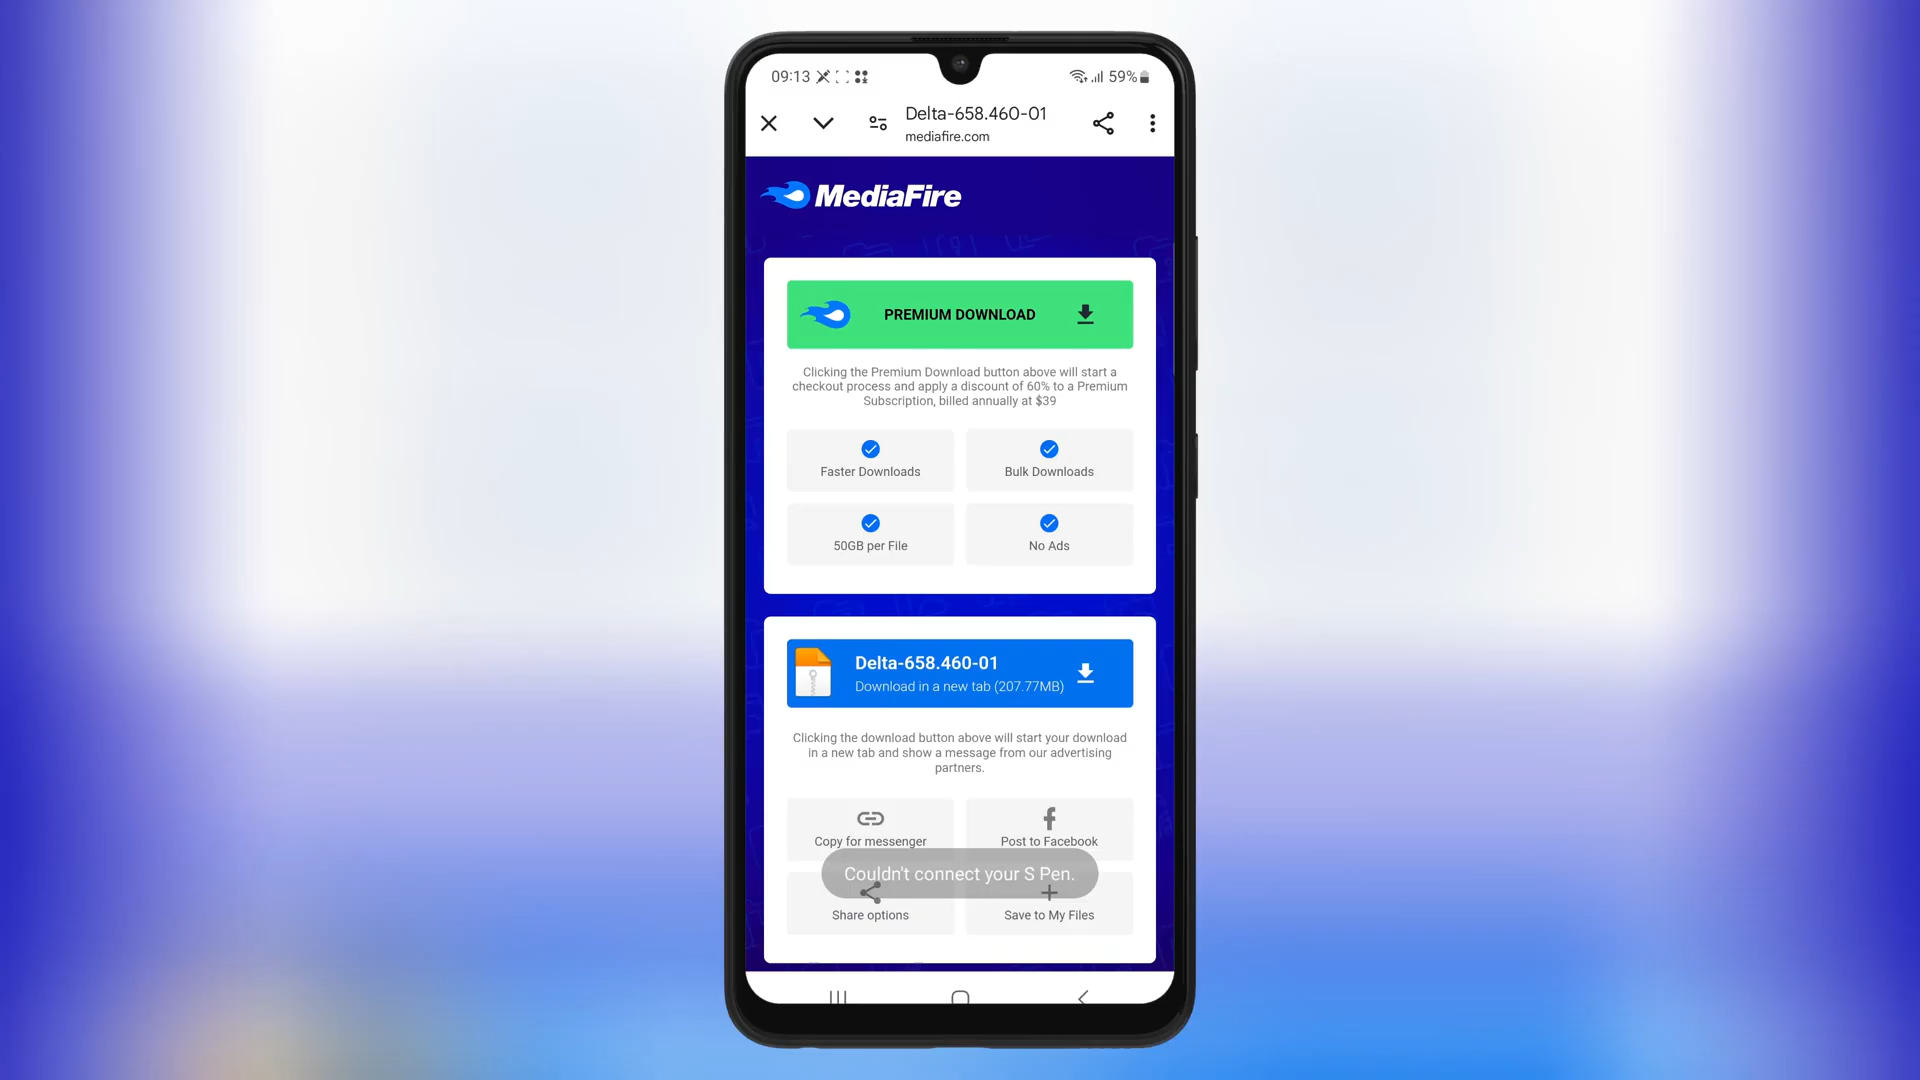 09:13
59%
Delta-658.460-01
mediafire.com
MediaFire
PREMIUM DOWNLOAD
Clicking the Premium Download button above will start a
checkout process and apply a discount of 60% to a Premium
Subscription, billed annually at $39
Faster Downloads
Bulk Downloads
50GB per File
No Ads
Delta-658.460-01
Download in a new tab (207.77MB)
Clicking the download button above will start your download
in a new tab and show a message from our advertising
partners.
Copy for messenger
Post to Facebook
Couldn't connect your S Pen.
Share options
Save to My Files